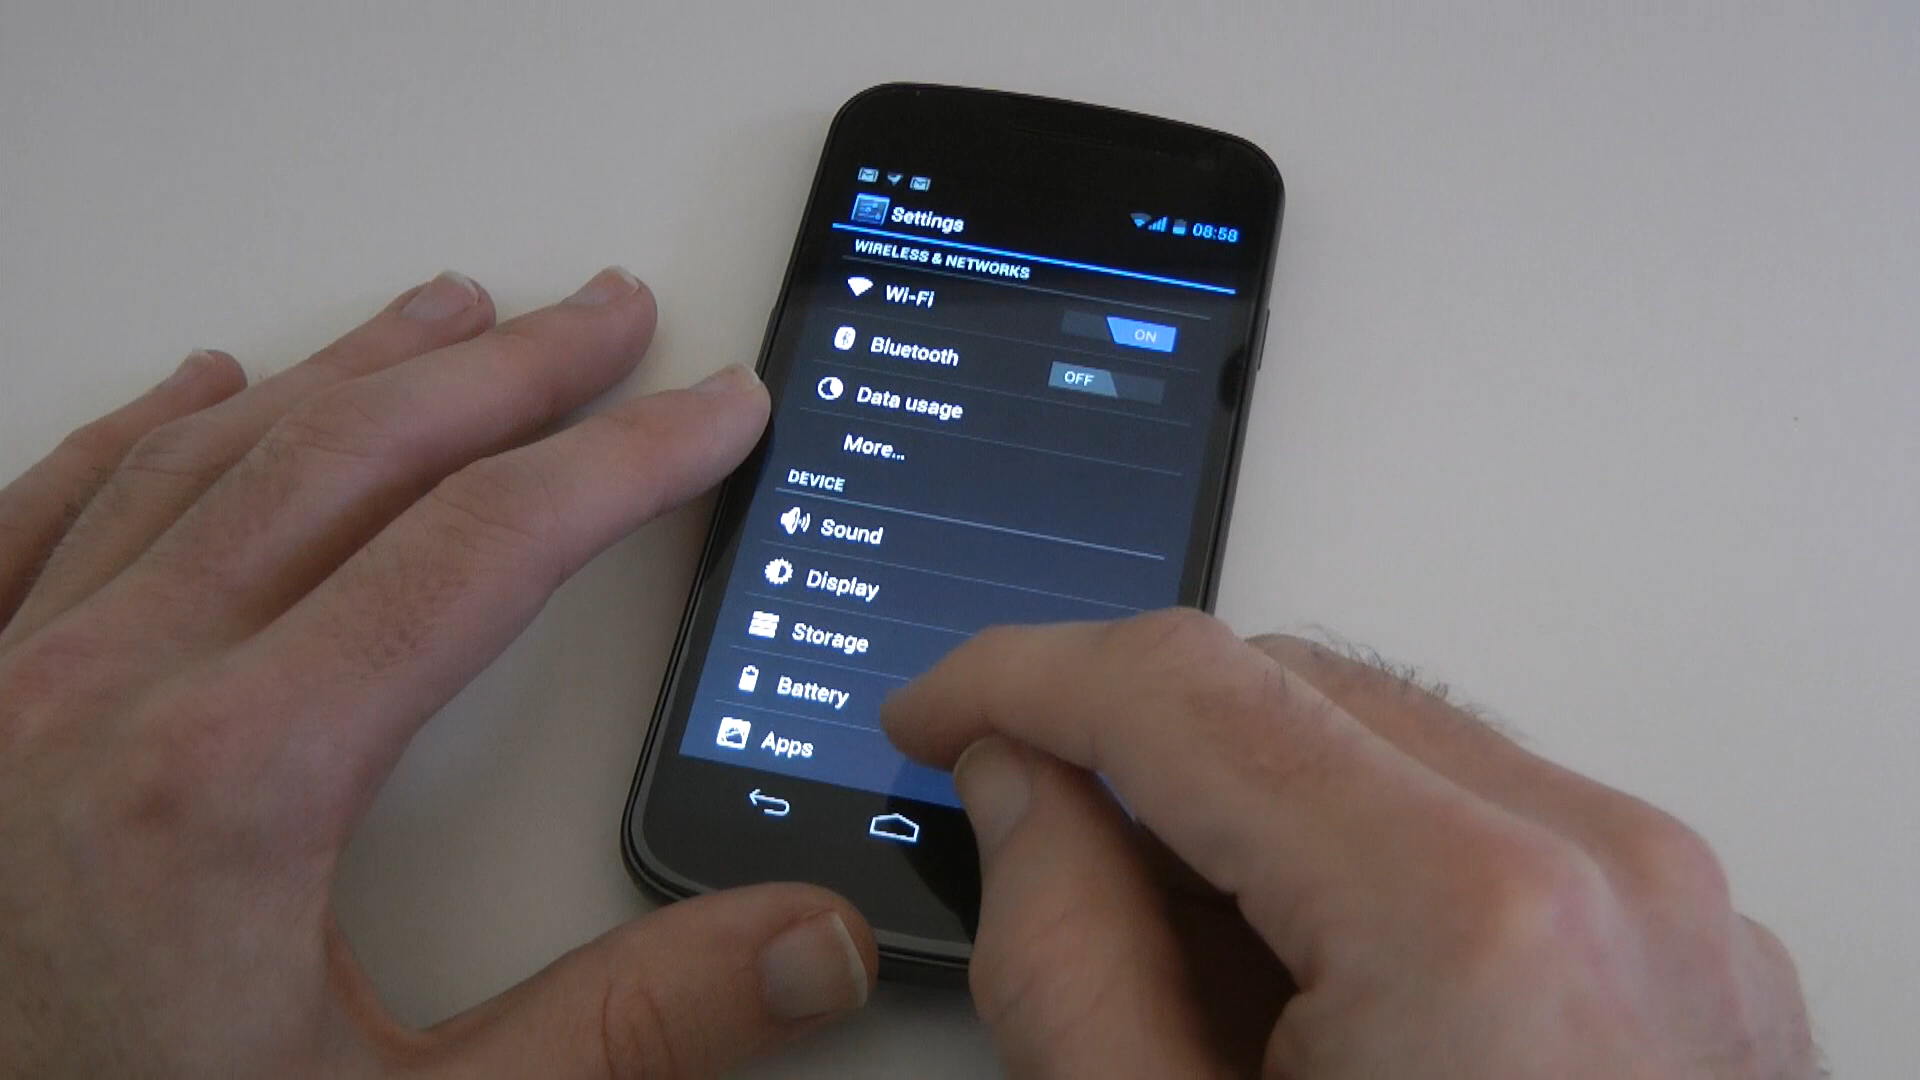 Settings
08:58
WIRELESS & NETWORKS
Wi-Fi
ON
Bluetooth
OFF
Data usage
More...
DEVICE
Sound
Display
Storage
Battery
Apps